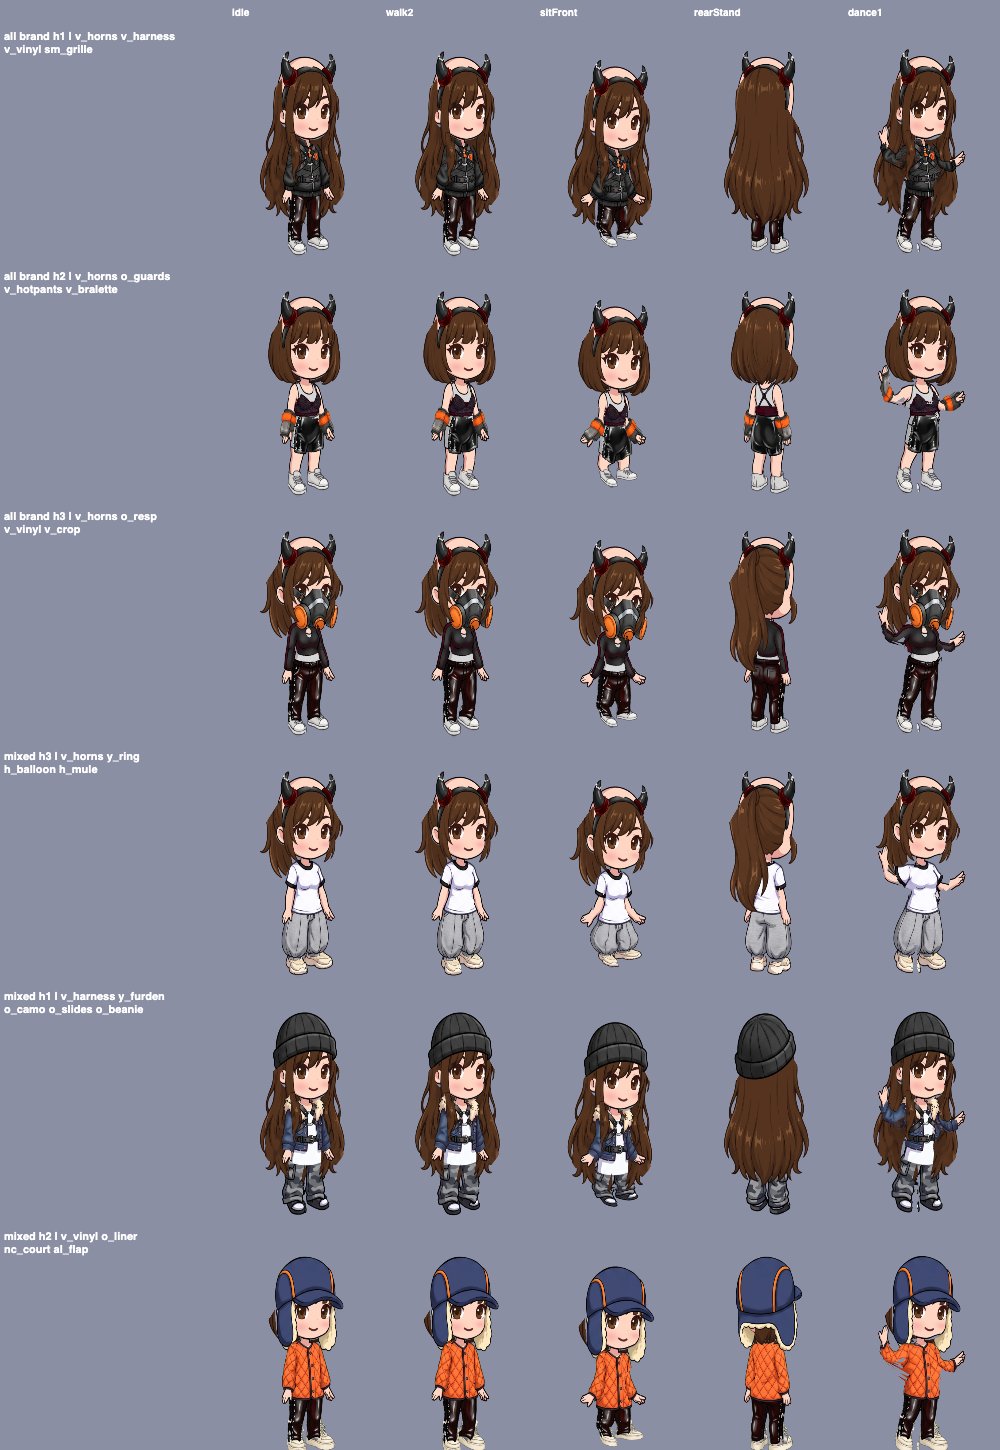 idle walk2 sitFront rearStand dance1
all brand h1 | v_horns v_harness
v_vinyl sm_grille
all brand h2 | v_horns o_guards
v_hotpants v_bralette
all brand h3 | v_horns o_resp
v_vinyl v_crop
mixed h3 | v_horns y_ring
h_balloon h_mule
mixed h1 | v_harness y_furden
o_camo o_slides o_beanie
mixed h2 | v_vinyl o_liner
nc_court al_flap